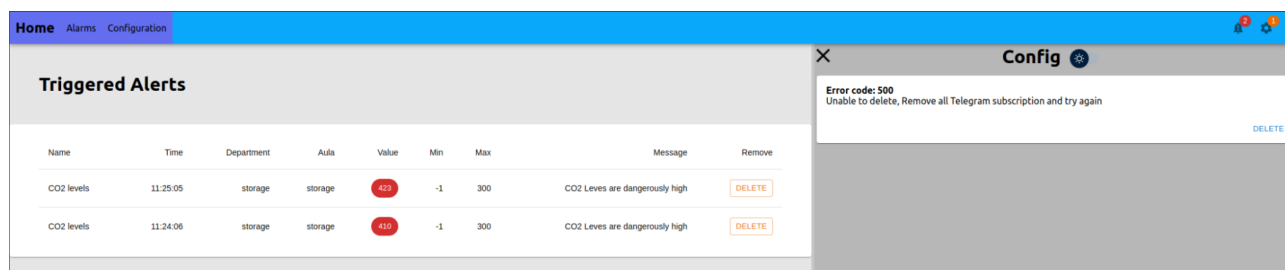 Home Alarms Configuration 2 1
Triggered Alerts
Name Time Department Aula Value Min Max Message Remove
CO2 levels 11:25:05 storage storage 423 -1 300 CO2 Leves are dangerously high DELETE
CO2 levels 11:24:06 storage storage 410 -1 300 CO2 Leves are dangerously high DELETE
Config
Error code: 500
Unable to delete, Remove all Telegram subscription and try again
DELETE